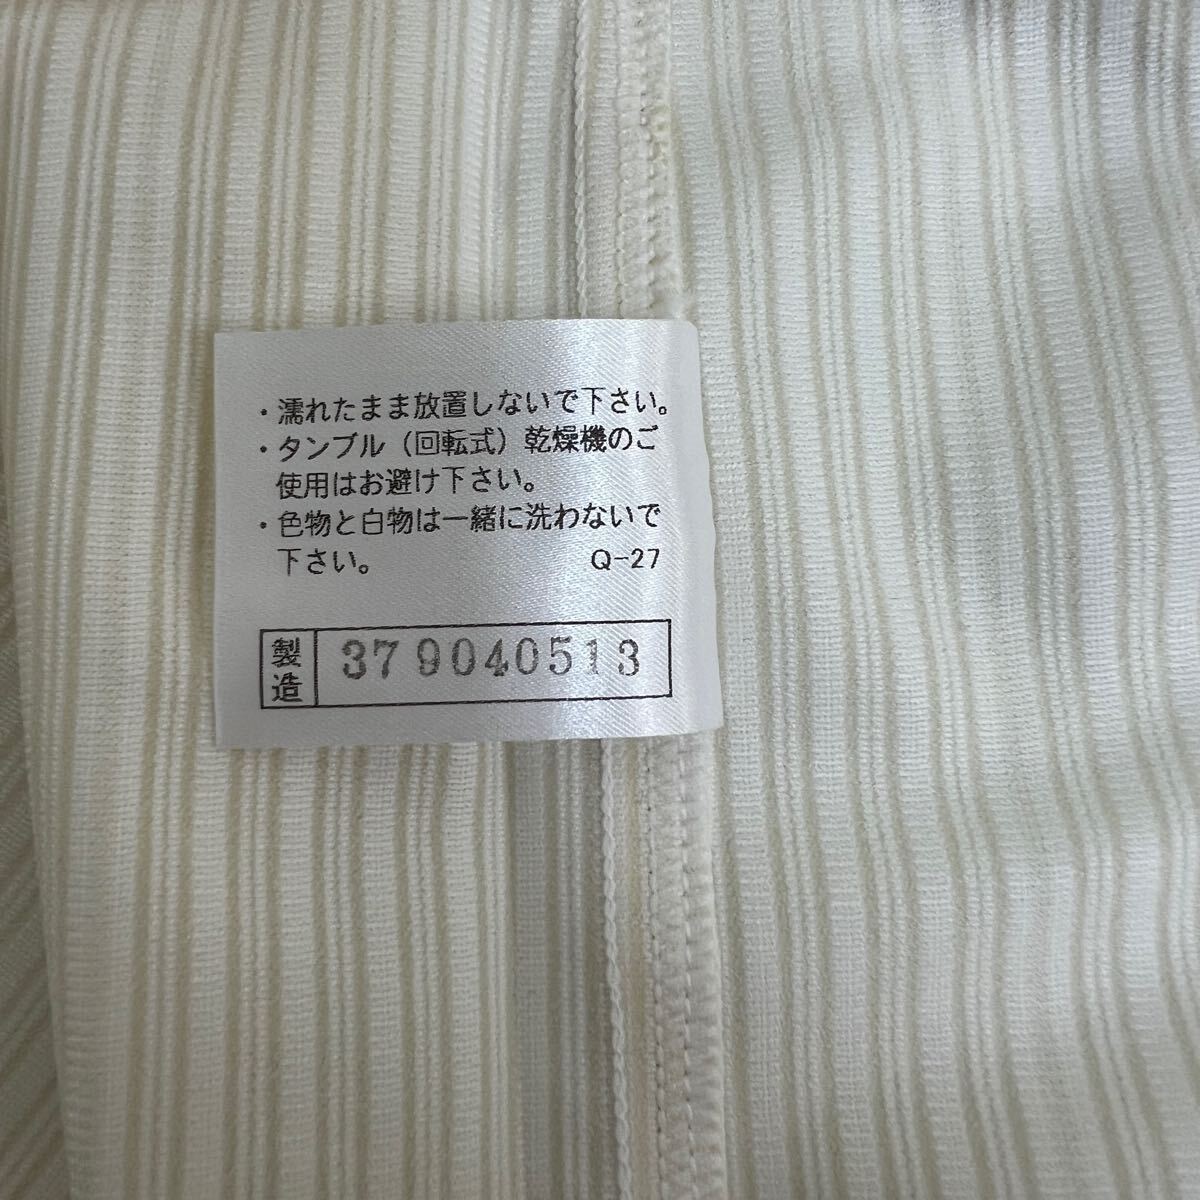 ・濡れたまま放置しないで下さい。
・タンブル（回転式）乾燥機のご
使用はお避け下さい。
・色物と白物は一緒に洗わないで
下さい。 Q-27
製造 379040513